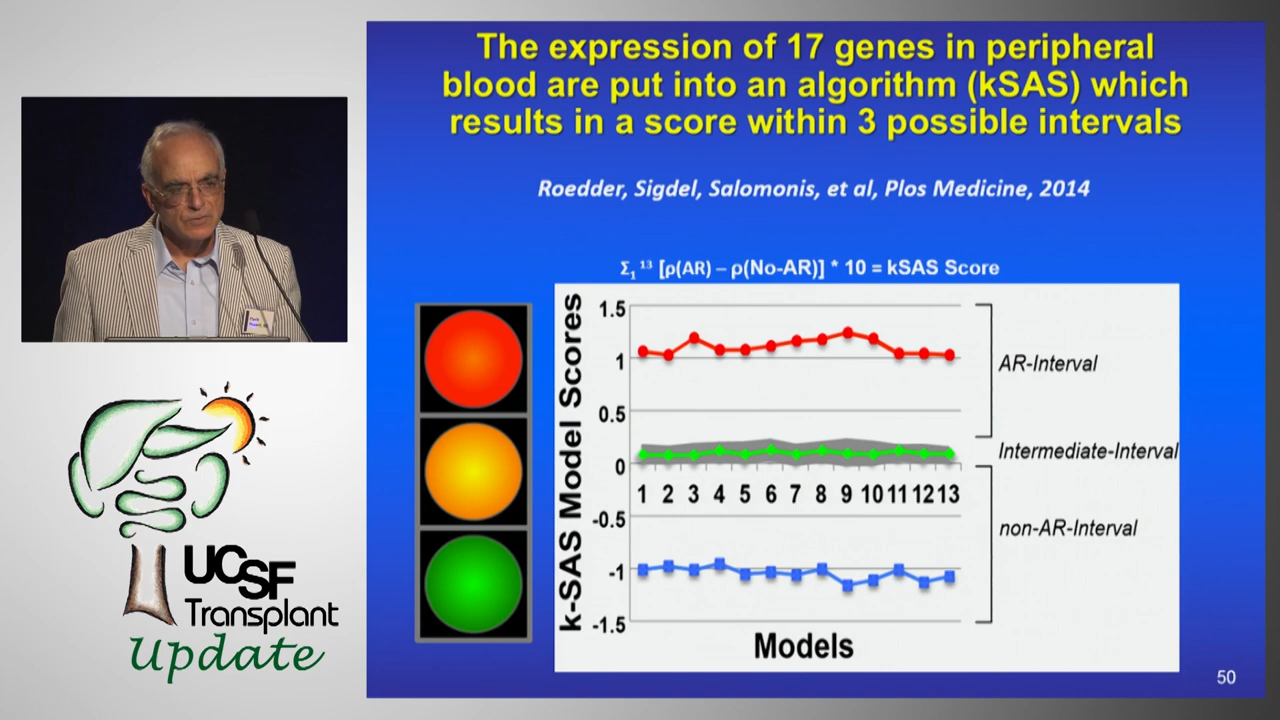 The expression of 17 genes in peripheral
blood are put into an algorithm (kSAS) which
results in a score within 3 possible intervals
Roedder, Sigdel, Salomonis, et al, Plos Medicine, 2014
Σ₁ ¹³ [ρ(AR) – ρ(No-AR)] * 10 = kSAS Score
k-SAS Model Scores
1.5
1
0.5
0
-0.5
-1
-1.5
1 2 3 4 5 6 7 8 9 10 11 12 13
Models
AR-Interval
Intermediate-Interval
non-AR-Interval
50
UCSF
Transplant
Update